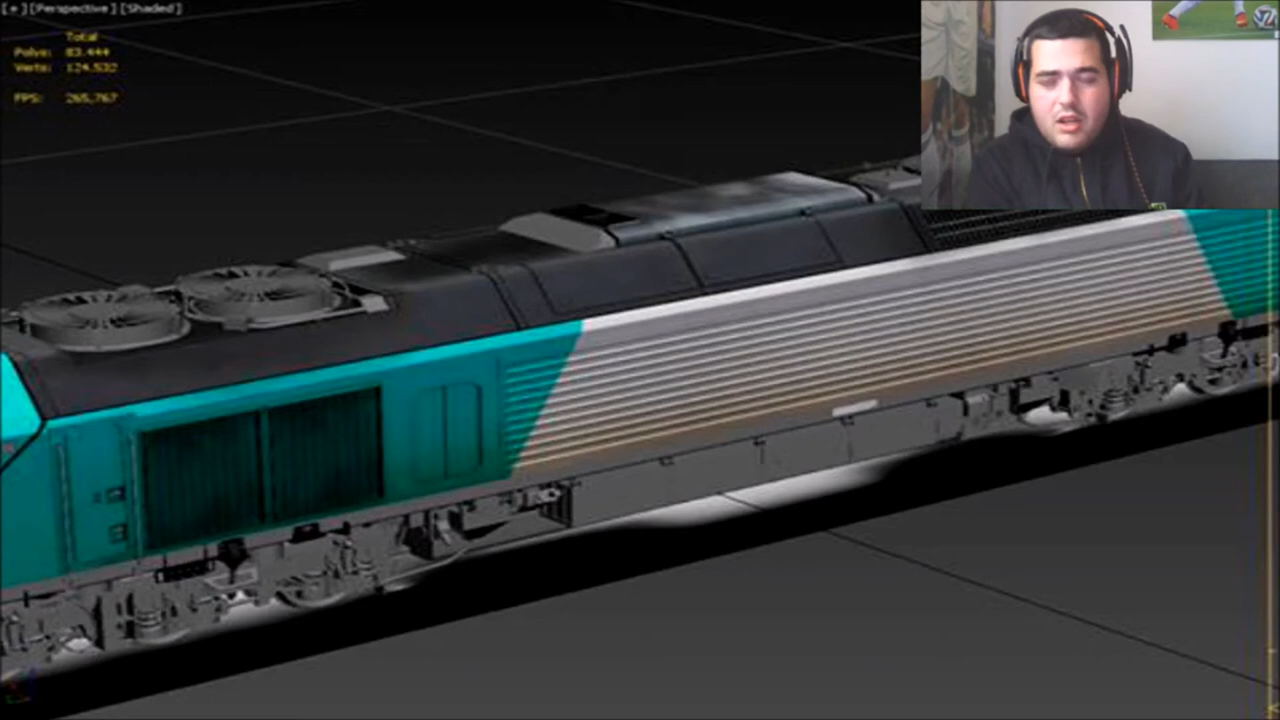 [+][Perspective][Shaded]
Total
Polys: 83.444
Verts: 124.532
FPS: 265,767